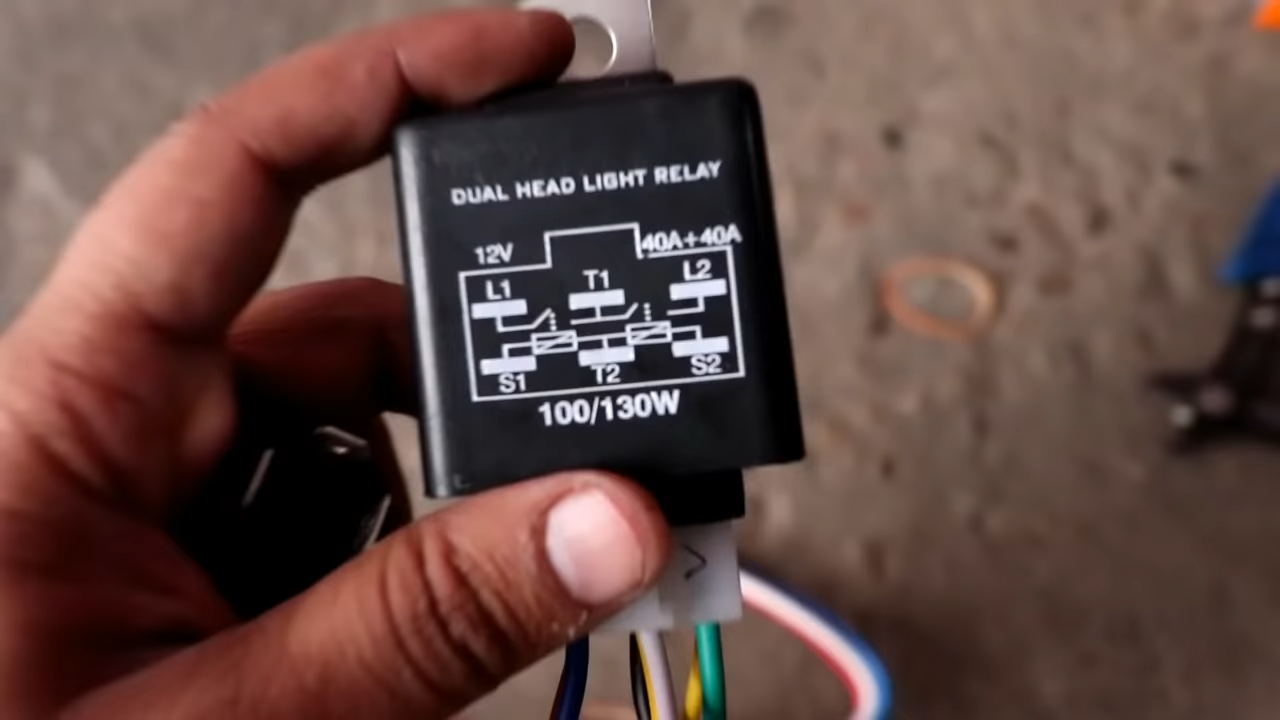 DUAL HEAD LIGHT RELAY
12V 40A+40A
L1 T1 L2
S1 T2 S2
100/130W